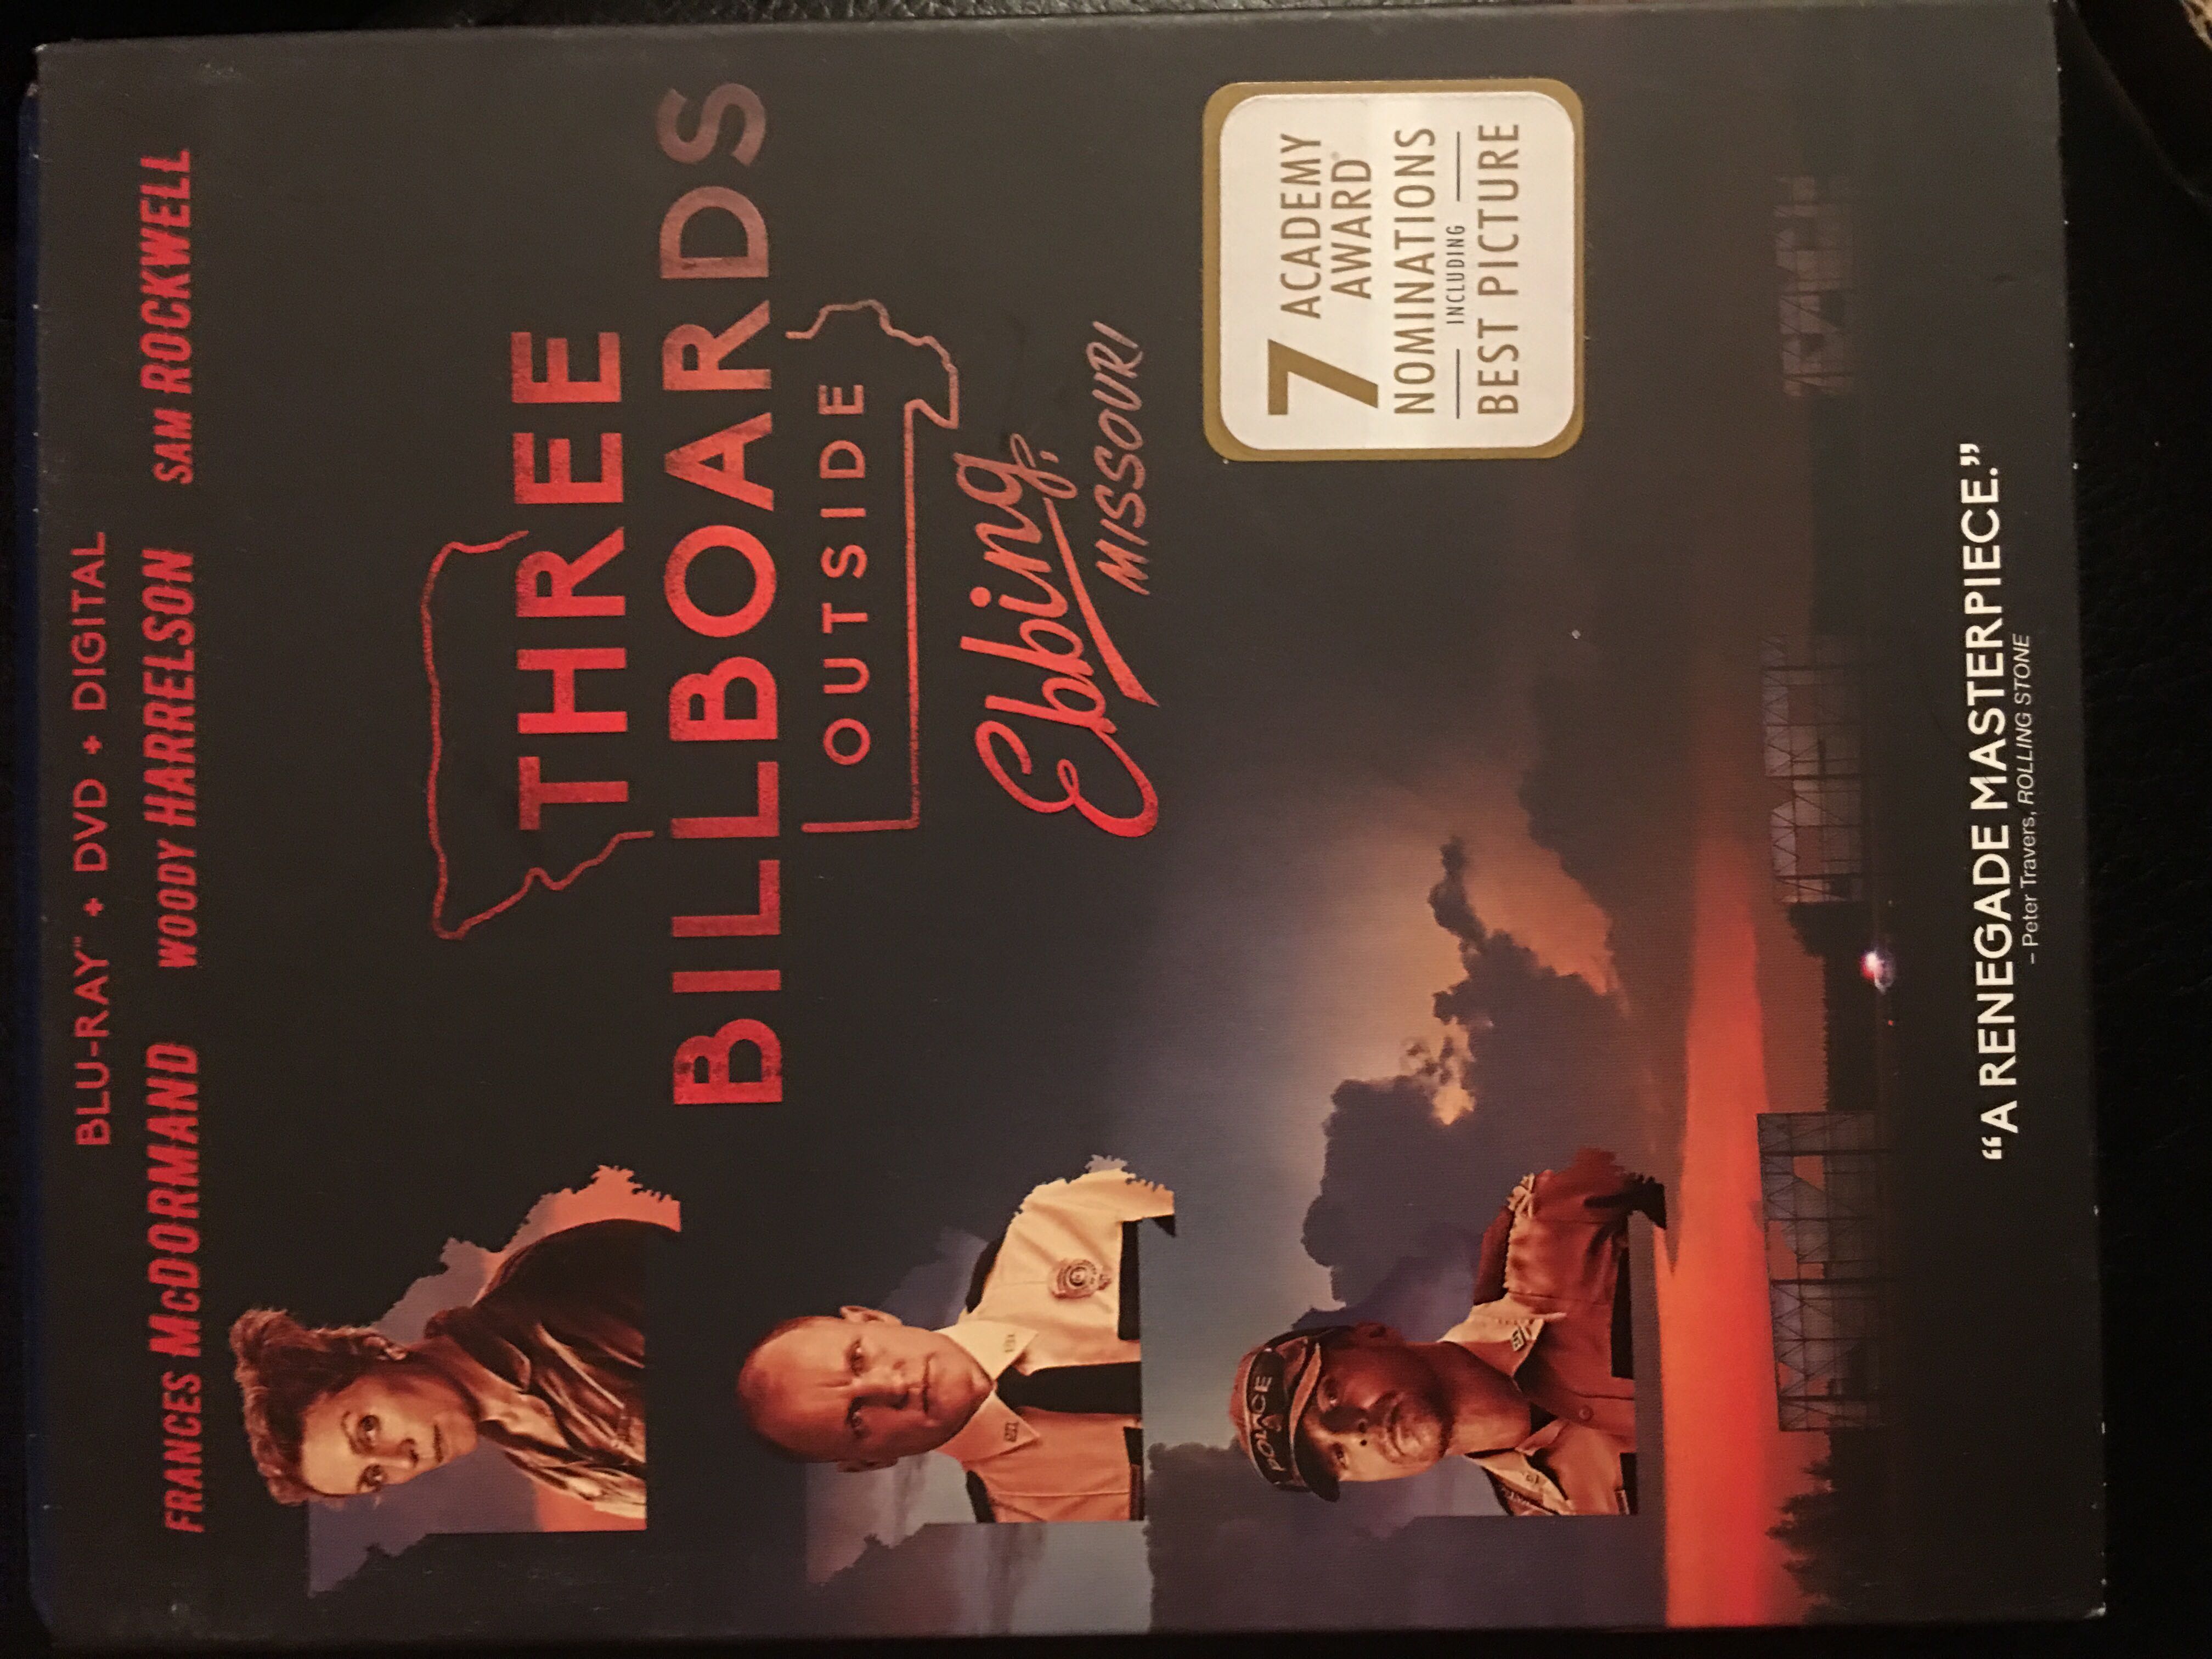 BLU-RAY™ + DVD + DIGITAL
FRANCES McDORMAND WOODY HARRELSON SAM ROCKWELL
THREE
BILLBOARDS
OUTSIDE
Ebbing,
MISSOURI
7 ACADEMY
AWARD®
NOMINATIONS
INCLUDING
BEST PICTURE
POLICE
“A RENEGADE MASTERPIECE.”
– Peter Travers, ROLLING STONE